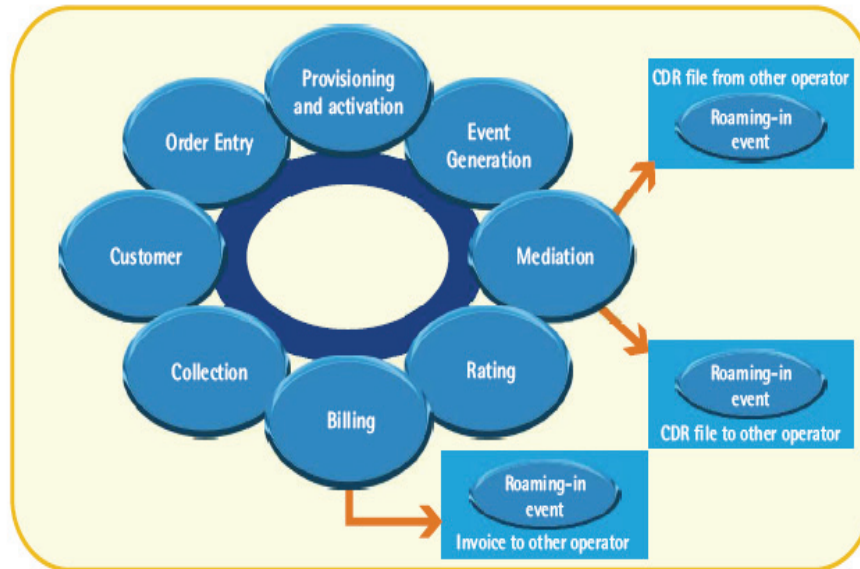 Provisioning
and activation
Order Entry
Event
Generation
CDR file from other operator
Roaming-in
event
Customer
Mediation
Collection
Rating
Billing
Roaming-in
event
CDR file to other operator
Roaming-in
event
Invoice to other operator